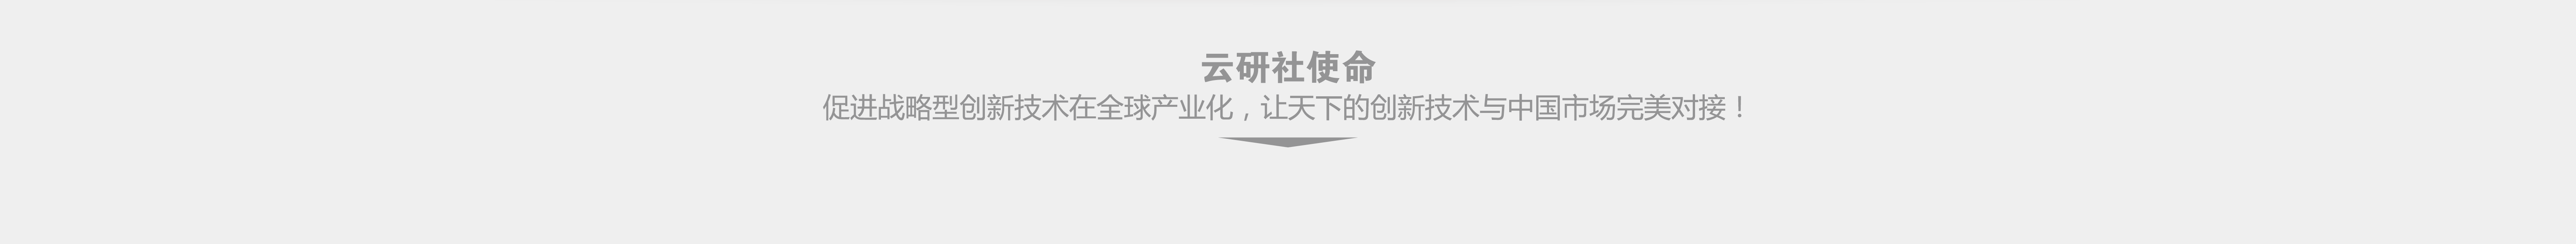 云研社使命
促进战略型创新技术在全球产业化，让天下的创新技术与中国市场完美对接！